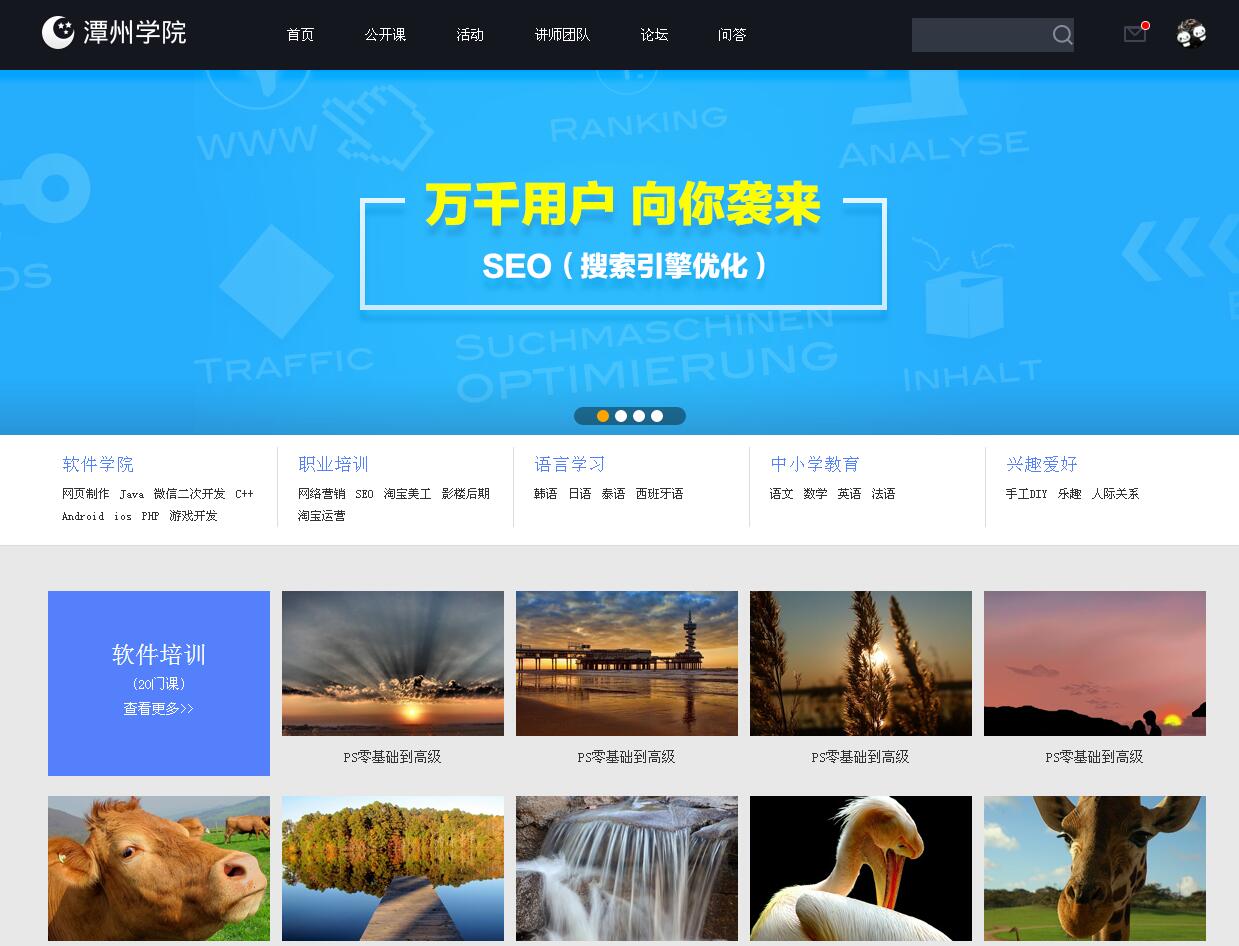 潭州学院
首页 公开课 活动 讲师团队 论坛 问答
WWW
RANKING
ANALYSE
万千用户 向你袭来
SEO（搜索引擎优化）
DS
SUCHMASCHINEN
OPTIMIERUNG
TRAFFIC
INHALT
软件学院
网页制作 Java 微信二次开发 C++
Android ios PHP 游戏开发
职业培训
网络营销 SEO 淘宝美工 影楼后期
淘宝运营
语言学习
韩语 日语 泰语 西班牙语
中小学教育
语文 数学 英语 法语
兴趣爱好
手工DIY 乐趣 人际关系
软件培训
(20门课)
查看更多>>
PS零基础到高级
PS零基础到高级
PS零基础到高级
PS零基础到高级